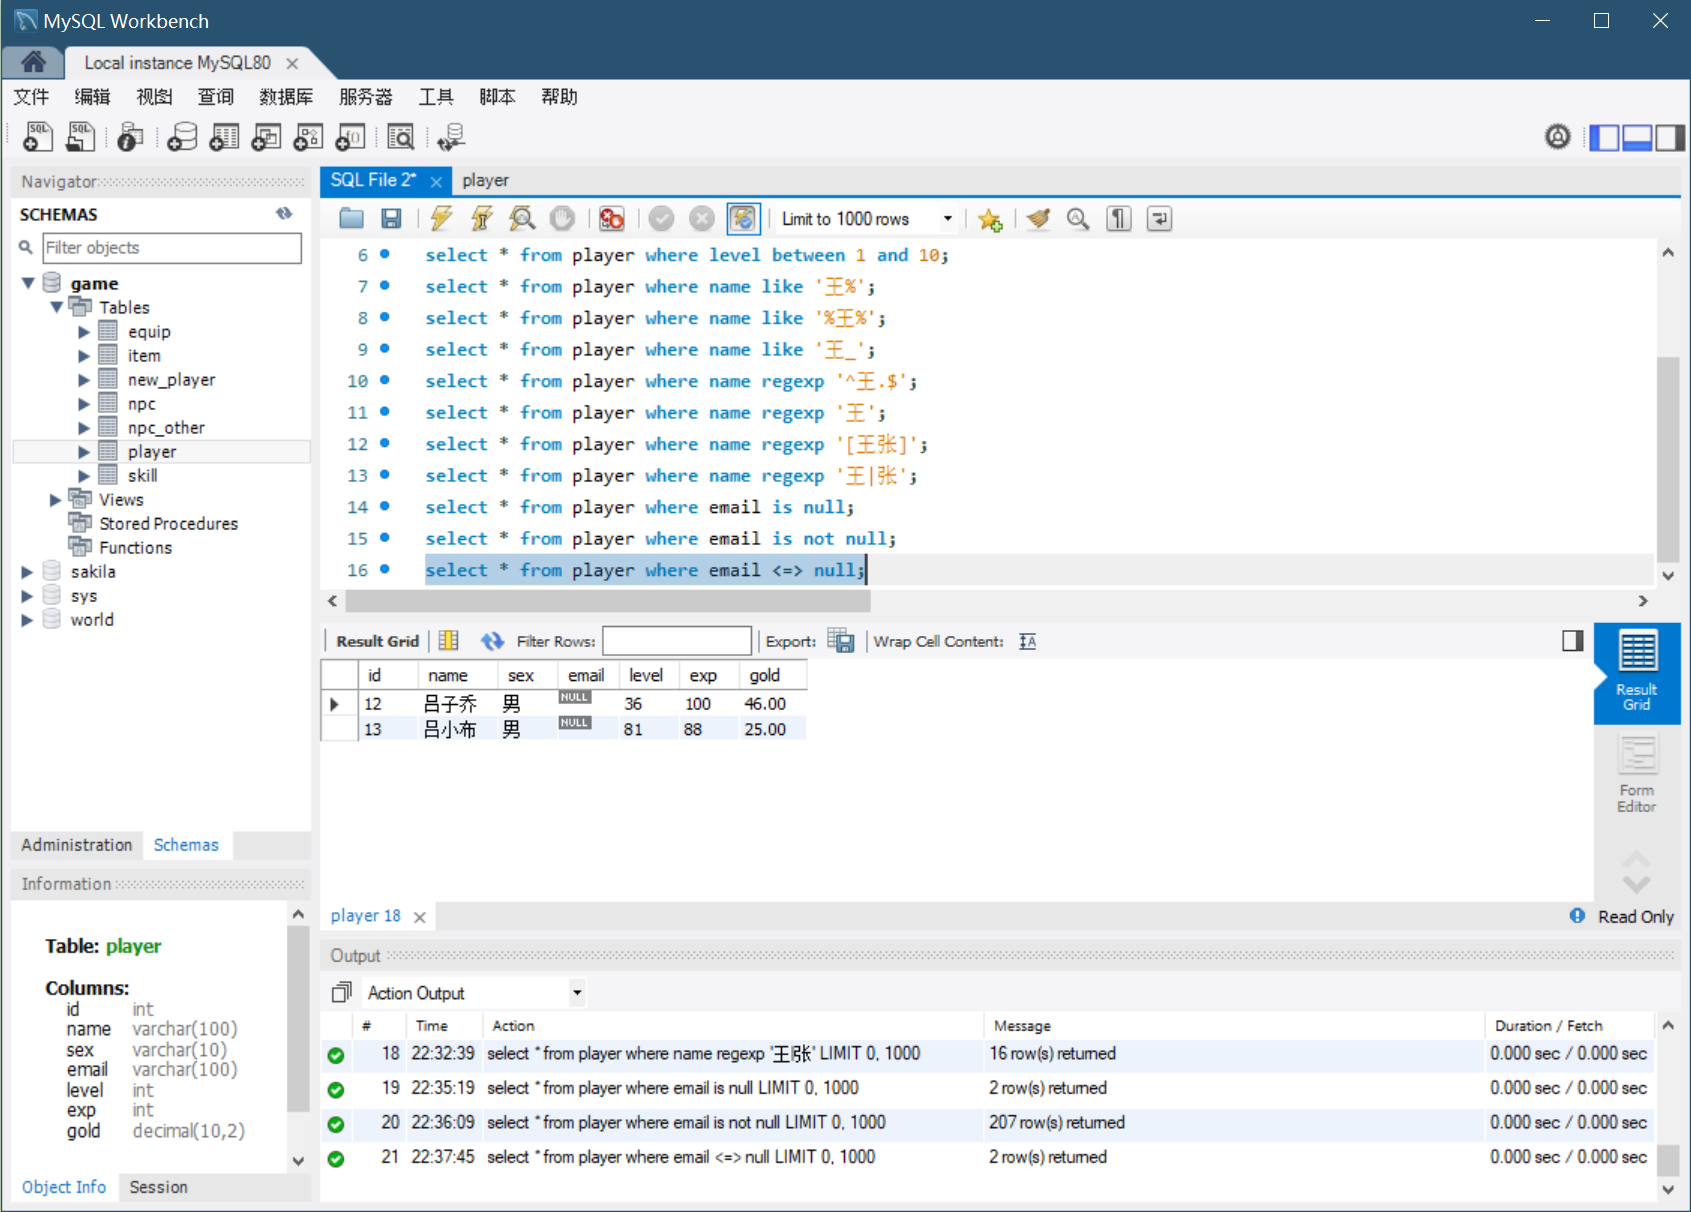 MySQL Workbench
Local instance MySQL80
文件 编辑 视图 查询 数据库 服务器 工具 脚本 帮助
Navigator
SCHEMAS
Filter objects
game
Tables
equip
item
new_player
npc
npc_other
player
skill
Views
Stored Procedures
Functions
sakila
sys
world
Administration Schemas
Information
Table: player
Columns:
id int
name varchar(100)
sex varchar(10)
email varchar(100)
level int
exp int
gold decimal(10,2)
Object Info Session
SQL File 2* player
Limit to 1000 rows
6 select * from player where level between 1 and 10;
7 select * from player where name like '王%';
8 select * from player where name like '%王%';
9 select * from player where name like '王_';
10 select * from player where name regexp '^王.$';
11 select * from player where name regexp '王';
12 select * from player where name regexp '[王张]';
13 select * from player where name regexp '王|张';
14 select * from player where email is null;
15 select * from player where email is not null;
16 select * from player where email <=> null;
Result Grid Filter Rows: Export: Wrap Cell Content:
id name sex email level exp gold
12 吕子乔 男 NULL 36 100 46.00
13 吕小布 男 NULL 81 88 25.00
Result Grid
Form Editor
player 18
Read Only
Output
Action Output
# Time Action Message Duration / Fetch
18 22:32:39 select * from player where name regexp '王|张' LIMIT 0, 1000 16 row(s) returned 0.000 sec / 0.000 sec
19 22:35:19 select * from player where email is null LIMIT 0, 1000 2 row(s) returned 0.000 sec / 0.000 sec
20 22:36:09 select * from player where email is not null LIMIT 0, 1000 207 row(s) returned 0.000 sec / 0.000 sec
21 22:37:45 select * from player where email <=> null LIMIT 0, 1000 2 row(s) returned 0.000 sec / 0.000 sec